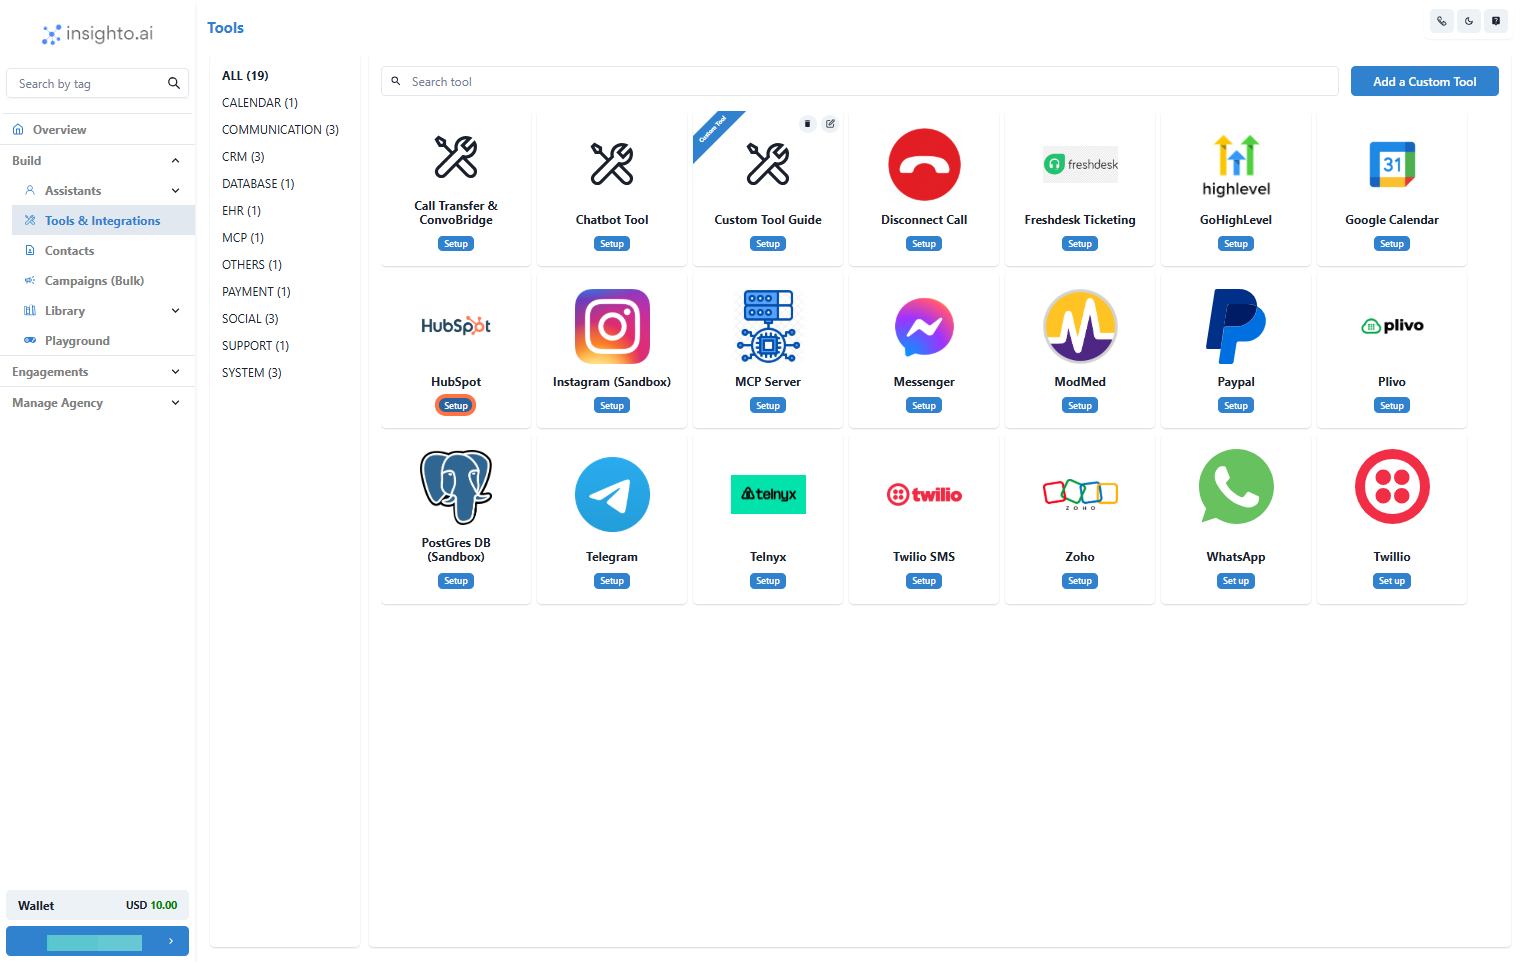 insighto.ai
Tools
Search by tag
Overview
Build
Assistants
Tools & Integrations
Contacts
Campaigns (Bulk)
Library
Playground
Engagements
Manage Agency
Wallet
USD 10.00
ALL (19)
CALENDAR (1)
COMMUNICATION (3)
CRM (3)
DATABASE (1)
EHR (1)
MCP (1)
OTHERS (1)
PAYMENT (1)
SOCIAL (3)
SUPPORT (1)
SYSTEM (3)
Search tool
Add a Custom Tool
Call Transfer &
ConvoBridge
Setup
Chatbot Tool
Setup
Custom Tool
Custom Tool Guide
Setup
Disconnect Call
Setup
freshdesk
Freshdesk Ticketing
Setup
highlevel
GoHighLevel
Setup
31
Google Calendar
Setup
HubSpot
HubSpot
Setup
Instagram (Sandbox)
Setup
MCP Server
Setup
Messenger
Setup
ModMed
Setup
Paypal
Setup
plivo
Plivo
Setup
PostGres DB
(Sandbox)
Setup
Telegram
Setup
telnyx
Telnyx
Setup
twilio
Twilio SMS
Setup
ZOHO
Zoho
Setup
WhatsApp
Set up
Twillio
Set up